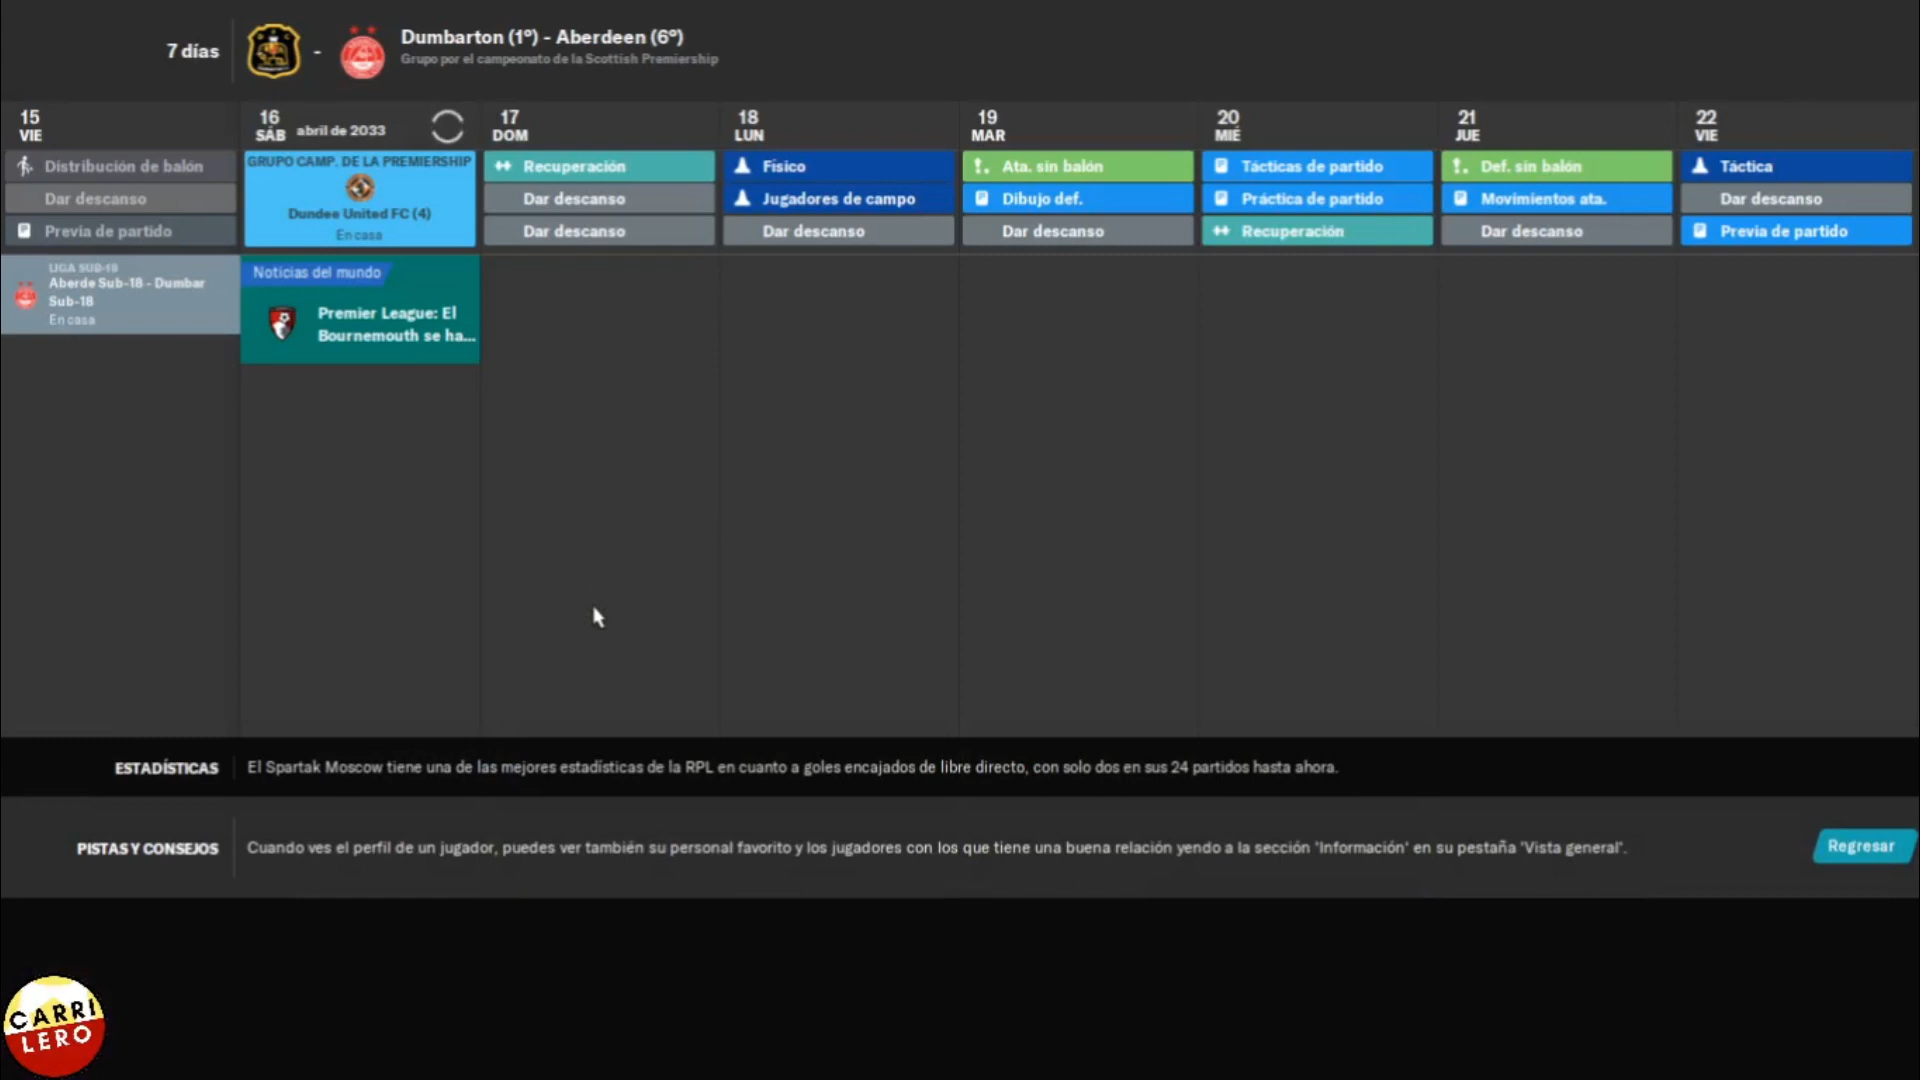 7 días
Dumbarton (1º) - Aberdeen (6º)
Grupo por el campeonato de la Scottish Premiership
15
VIE
16
SÁB abril de 2033
17
DOM
18
LUN
19
MAR
20
MIÉ
21
JUE
22
VIE
Distribución de balón
Dar descanso
Previa de partido
GRUPO CAMP. DE LA PREMIERSHIP
Dundee United FC (4)
En casa
Recuperación
Dar descanso
Dar descanso
Físico
Jugadores de campo
Dar descanso
Ata. sin balón
Dibujo def.
Dar descanso
Tácticas de partido
Práctica de partido
Recuperación
Def. sin balón
Movimientos ata.
Dar descanso
Táctica
Dar descanso
Previa de partido
LIGA SUB-18
Aberde Sub-18 - Dumbar
Sub-18
En casa
Noticias del mundo
Premier League: El
Bournemouth se ha...
ESTADÍSTICAS
El Spartak Moscow tiene una de las mejores estadísticas de la RPL en cuanto a goles encajados de libre directo, con solo dos en sus 24 partidos hasta ahora.
PISTAS Y CONSEJOS
Cuando ves el perfil de un jugador, puedes ver también su personal favorito y los jugadores con los que tiene una buena relación yendo a la sección 'Información' en su pestaña 'Vista general'.
Regresar
CARRI
LERO